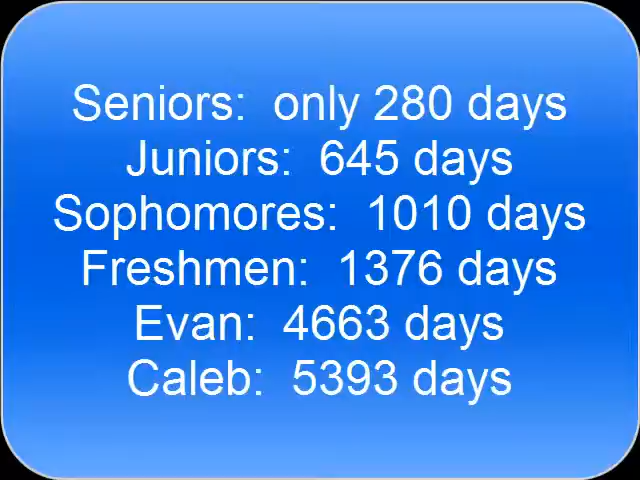 Seniors:  only 280 days
Juniors:  645 days
Sophomores:  1010 days
Freshmen:  1376 days
Evan:  4663 days
Caleb:  5393 days